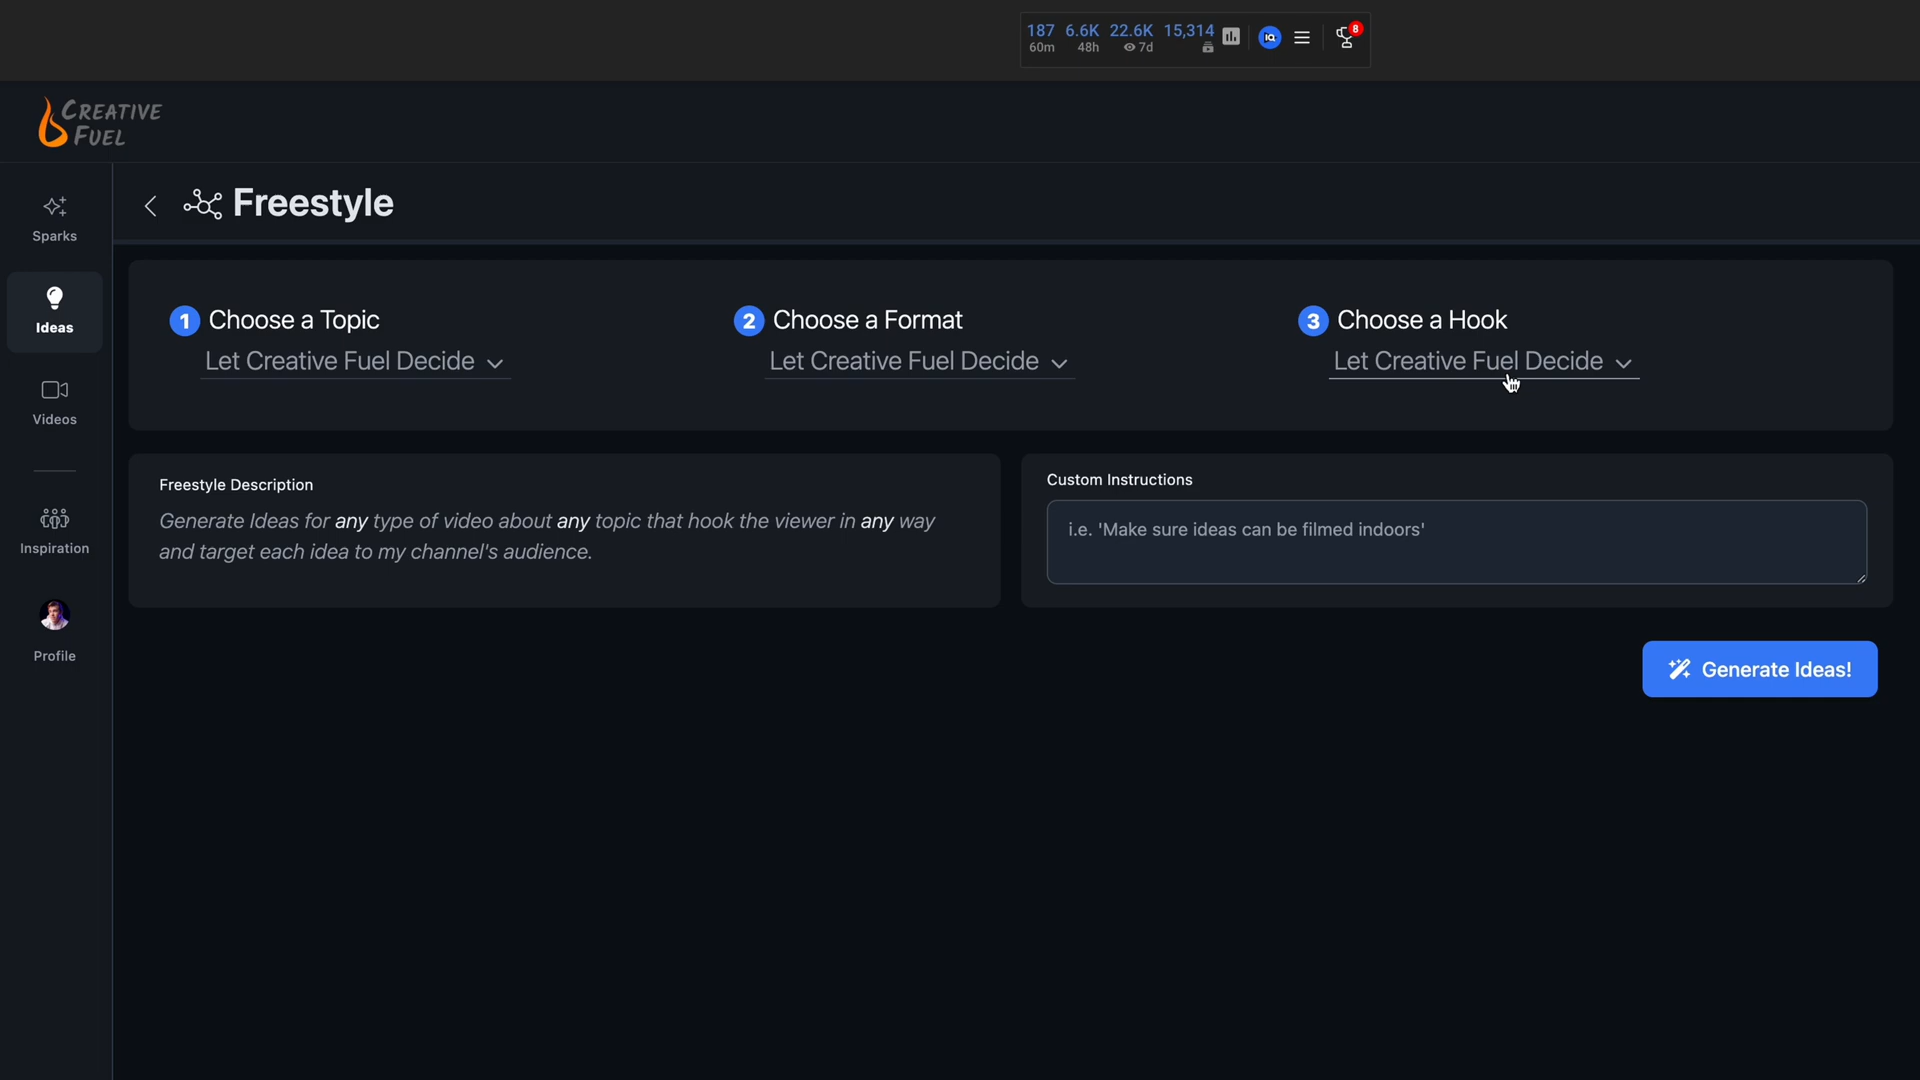 187 6.6K 22.6K 15,314
60m 48h 7d
IQ
8
CREATIVE
FUEL
Freestyle
Sparks
Ideas
Videos
Inspiration
Profile
1 Choose a Topic
Let Creative Fuel Decide
2 Choose a Format
Let Creative Fuel Decide
3 Choose a Hook
Let Creative Fuel Decide
Freestyle Description
Generate Ideas for any type of video about any topic that hook the viewer in any way
and target each idea to my channel's audience.
Custom Instructions
i.e. 'Make sure ideas can be filmed indoors'
Generate Ideas!